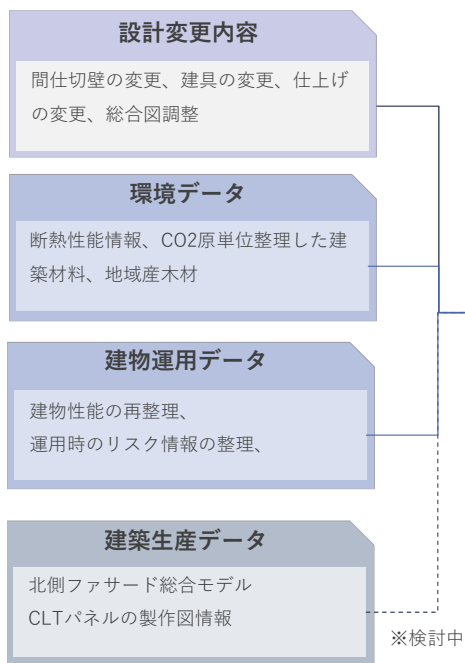 設計変更内容
間仕切壁の変更、建具の変更、仕上げ
の変更、総合図調整
環境データ
断熱性能情報、CO2原単位整理した建
築材料、地域産木材
建物運用データ
建物性能の再整理、
運用時のリスク情報の整理、
建築生産データ
北側ファサード総合モデル
CLTパネルの製作図情報
※検討中